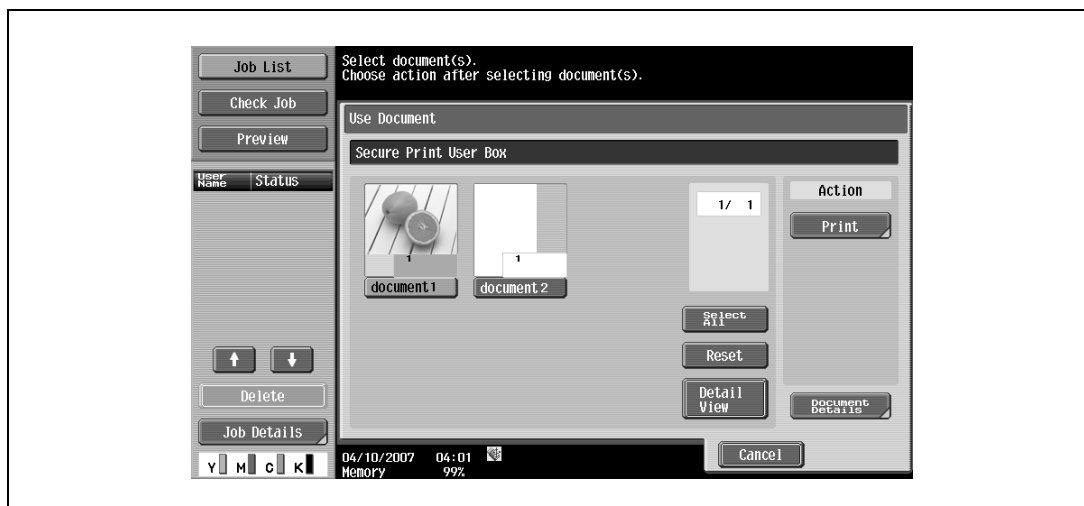 Job List
Check Job
Preview
User Name
Status
Delete
Job Details
Y M C K
Select document(s).
Choose action after selecting document(s).
Use Document
Secure Print User Box
1
document1
1
document2
1/ 1
Select All
Reset
Detail View
Action
Print
Document Details
Cancel
04/10/2007 04:01
Memory 99%